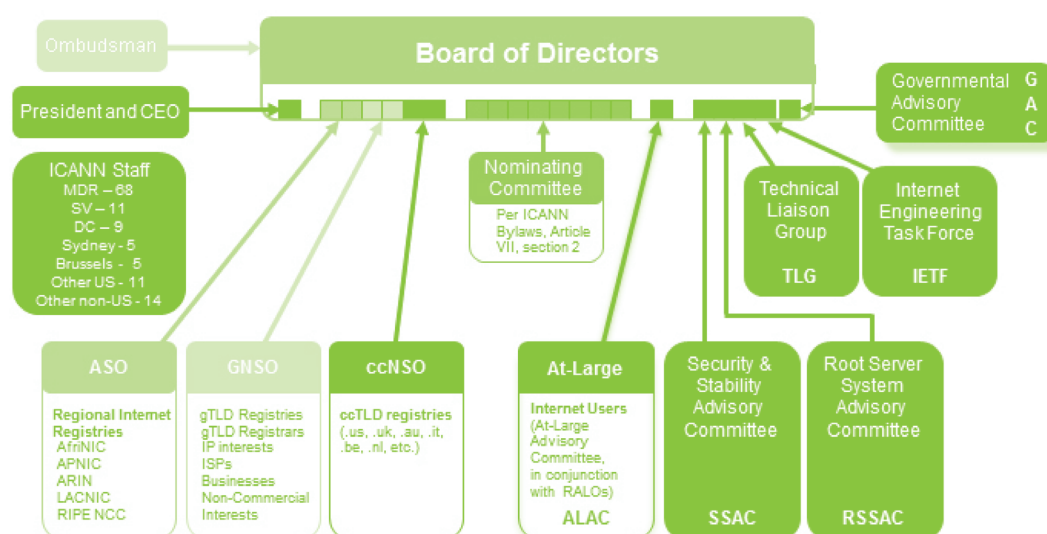 Ombudsman
Board of Directors
President and CEO
Governmental G
Advisory A
Committee C
ICANN Staff
MDR – 68
SV – 11
DC – 9
Sydney - 5
Brussels - 5
Other US - 11
Other non-US - 14
Nominating
Committee
Per ICANN
Bylaws, Article
VII, section 2
Technical
Liaison
Group
TLG
Internet
Engineering
Task Force
IETF
ASO
Regional Internet
Registries
AfriNIC
APNIC
ARIN
LACNIC
RIPE NCC
GNSO
gTLD Registries
gTLD Registrars
IP interests
ISPs
Businesses
Non-Commercial
Interests
ccNSO
ccTLD registries
(.us, .uk, .au, .it,
.be, .nl, etc.)
At-Large
Internet Users
(At-Large
Advisory
Committee,
in conjunction
with RALOs)
ALAC
Security &
Stability
Advisory
Committee
SSAC
Root Server
System
Advisory
Committee
RSSAC